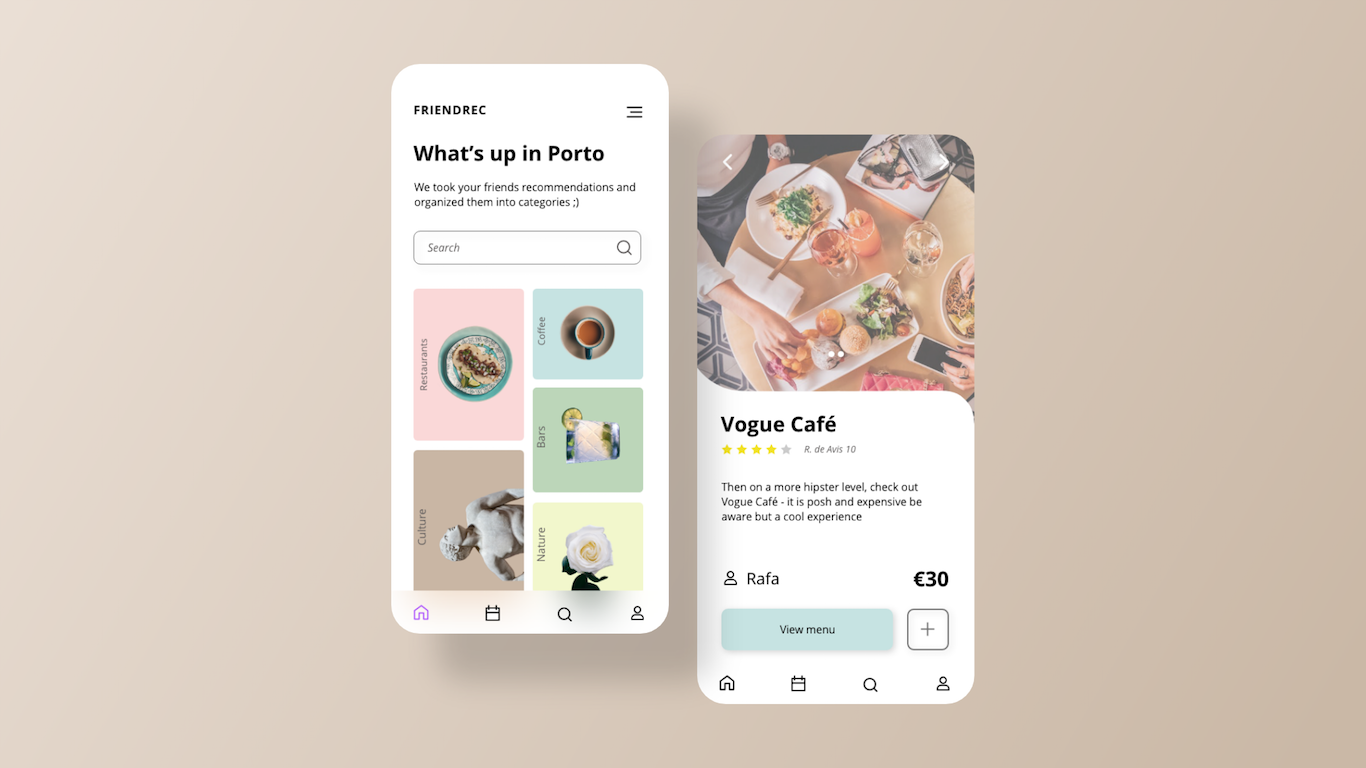 FRIENDREC
What’s up in Porto
We took your friends recommendations and
organized them into categories ;)
Search
Restaurants
Coffee
Bars
Culture
Nature
Vogue Café
R. de Avis 10
Then on a more hipster level, check out
Vogue Café - it is posh and expensive be
aware but a cool experience
Rafa
€30
View menu